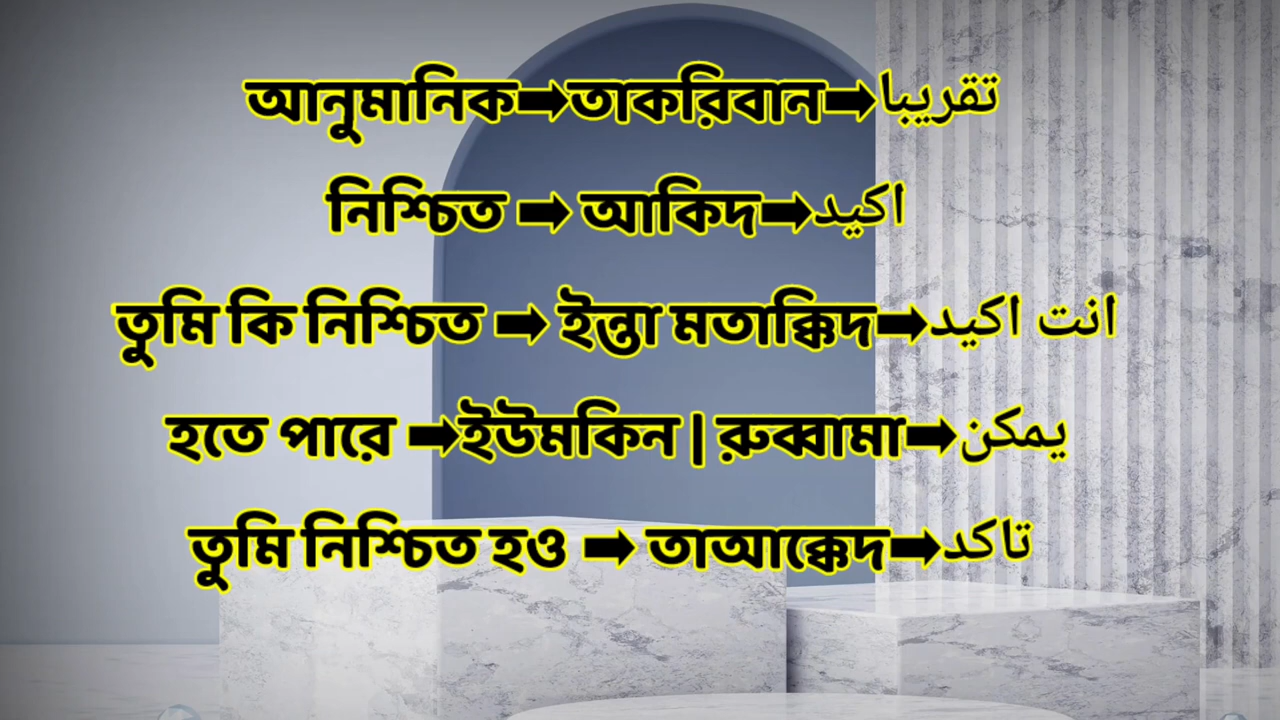 আনুমানিক➡তাকরিবান➡تقريبا
নিশ্চিত ➡ আকিদ➡اكيد
তুমি কি নিশ্চিত ➡ ইন্তা মতাক্কিদ➡انت اكيد
হতে পারে ➡ইউমকিন | রুব্বামা➡يمكن
তুমি নিশ্চিত হও ➡ তাআক্কেদ➡تاكد